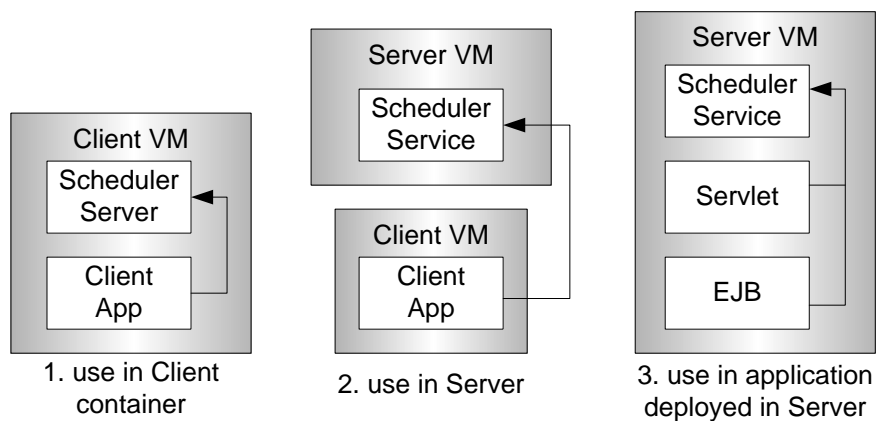 Client VM
Scheduler
Server
Client
App
1. use in Client
container
Server VM
Scheduler
Service
Client VM
Client
App
2. use in Server
Server VM
Scheduler
Service
Servlet
EJB
3. use in application
deployed in Server